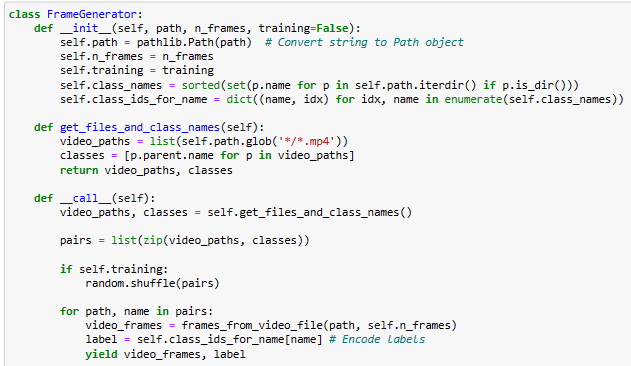 class FrameGenerator:
    def __init__(self, path, n_frames, training=False):
        self.path = pathlib.Path(path)  # Convert string to Path object
        self.n_frames = n_frames
        self.training = training
        self.class_names = sorted(set(p.name for p in self.path.iterdir() if p.is_dir()))
        self.class_ids_for_name = dict((name, idx) for idx, name in enumerate(self.class_names))

    def get_files_and_class_names(self):
        video_paths = list(self.path.glob('*/*.mp4'))
        classes = [p.parent.name for p in video_paths]
        return video_paths, classes

    def __call__(self):
        video_paths, classes = self.get_files_and_class_names()

        pairs = list(zip(video_paths, classes))

        if self.training:
            random.shuffle(pairs)

        for path, name in pairs:
            video_frames = frames_from_video_file(path, self.n_frames)
            label = self.class_ids_for_name[name] # Encode labels
            yield video_frames, label